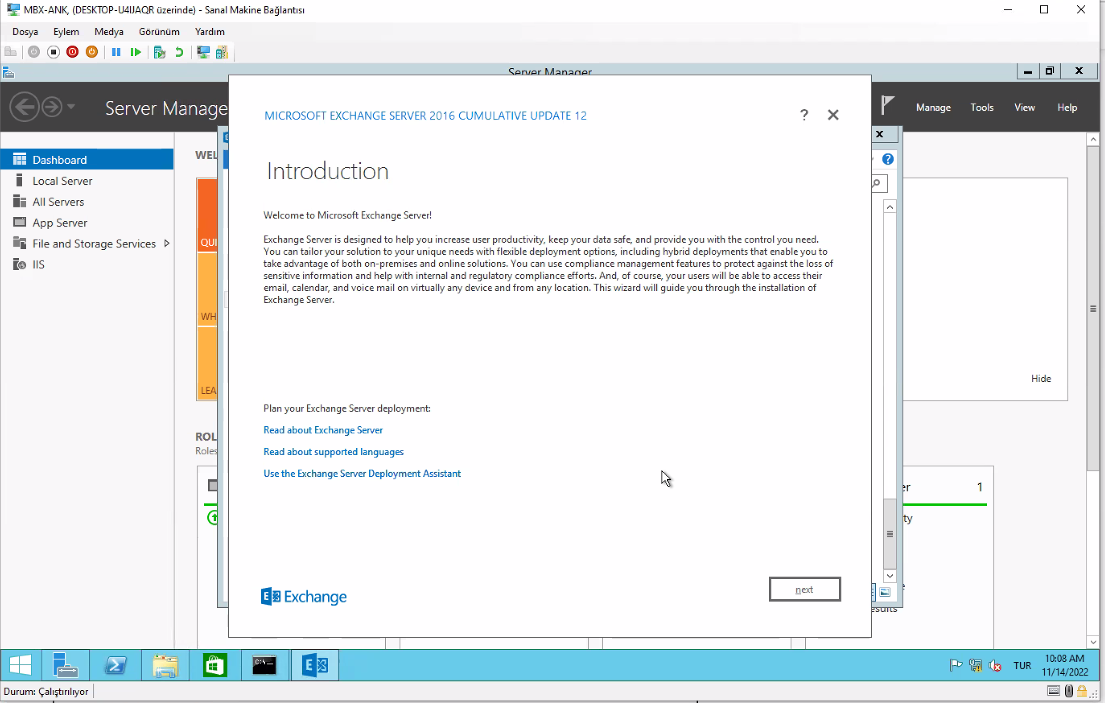 MBX-ANK, (DESKTOP-U4IJAQR üzerinde) - Sanal Makine Bağlantısı
Dosya Eylem Medya Görünüm Yardım
Server Manager
Server Manage
Manage Tools View Help
MICROSOFT EXCHANGE SERVER 2016 CUMULATIVE UPDATE 12
?
Introduction
Welcome to Microsoft Exchange Server!
Exchange Server is designed to help you increase user productivity, keep your data safe, and provide you with the control you need.
You can tailor your solution to your unique needs with flexible deployment options, including hybrid deployments that enable you to
take advantage of both on-premises and online solutions. You can use compliance management features to protect against the loss of
sensitive information and help with internal and regulatory compliance efforts. And, of course, your users will be able to access their
email, calendar, and voice mail on virtually any device and from any location. This wizard will guide you through the installation of
Exchange Server.
Plan your Exchange Server deployment:
Read about Exchange Server
Read about supported languages
Use the Exchange Server Deployment Assistant
Exchange
next
Dashboard
Local Server
All Servers
App Server
File and Storage Services
IIS
WEL
QUI
WH
LEA
Hide
ROL
Roles
er 1
rty
esults
TUR
10:08 AM
11/14/2022
Durum: Çalıştırılıyor